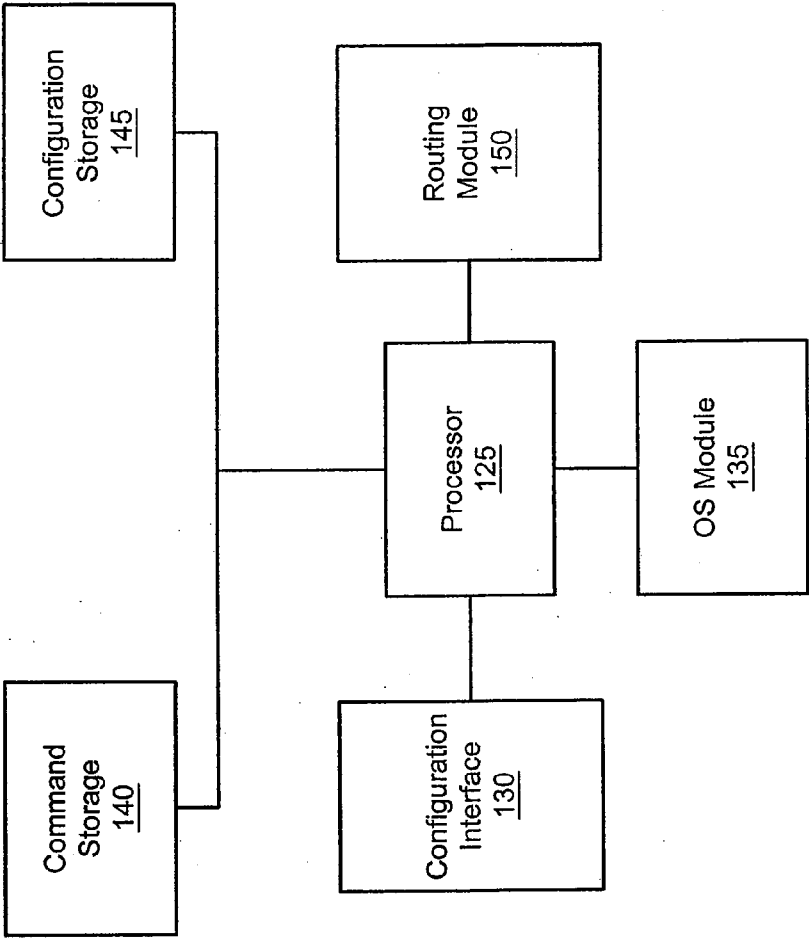 Command
Storage
140
Configuration
Storage
145
Configuration
Interface
130
Processor
125
Routing
Module
150
OS Module
135